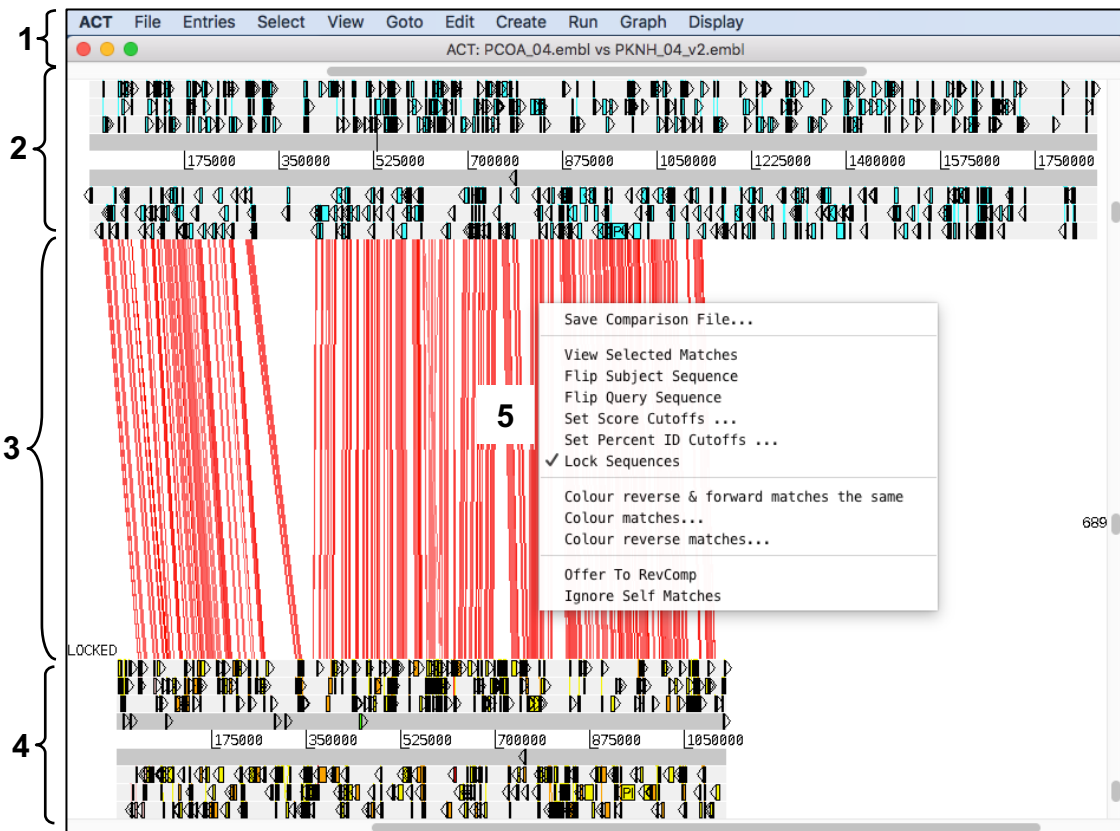 1
ACT File Entries Select View Goto Edit Create Run Graph Display
ACT: PCOA_04.embl vs PKNH_04_v2.embl
2
175000 350000 525000 700000 875000 1050000 1225000 1400000 1575000 1750000
3
Save Comparison File...
View Selected Matches
Flip Subject Sequence
Flip Query Sequence
5
Set Score Cutoffs ...
Set Percent ID Cutoffs ...
✓ Lock Sequences
Colour reverse & forward matches the same
Colour matches...
689
Colour reverse matches...
Offer To RevComp
Ignore Self Matches
LOCKED
4
175000 350000 525000 700000 875000 1050000